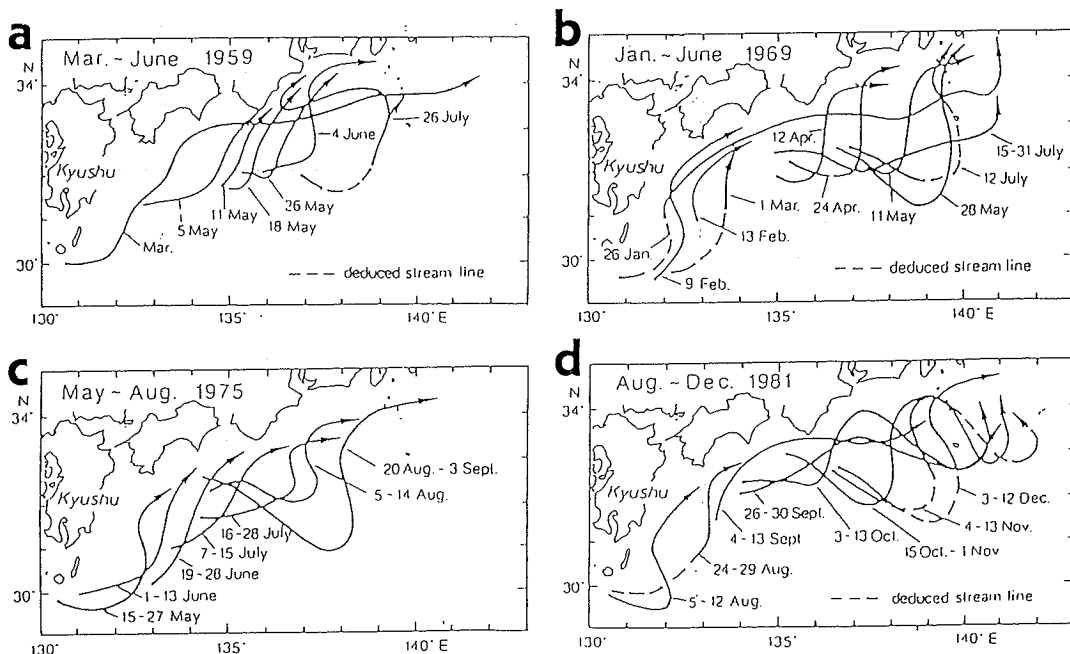 a
Mar. ~ June 1959
N
34°
30°
Kyushu
Mar.
5 May
11 May
18 May
26 May
4 June
26 July
--- deduced stream line
130°
135°
140° E
b
Jan. ~ June 1969
N
34°
30°
Kyushu
26 Jan.
9 Feb.
13 Feb.
1 Mar.
12 Apr.
24 Apr.
11 May
28 May
12 July
15-31 July
--- deduced stream line
130°
135°
140° E
c
May ~ Aug. 1975
N
34°
30°
Kyushu
15-27 May
1-13 June
19-28 June
7-15 July
16-28 July
5-14 Aug.
20 Aug. - 3 Sept.
130°
135°
140° E
d
Aug. ~ Dec. 1981
N
34°
30°
Kyushu
5-12 Aug.
24-29 Aug.
4-13 Sept
26-30 Sept.
3-13 Oct.
15 Oct. - 1 Nov
4-13 Nov.
3-12 Dec.
--- deduced stream line
130°
135°
140° E